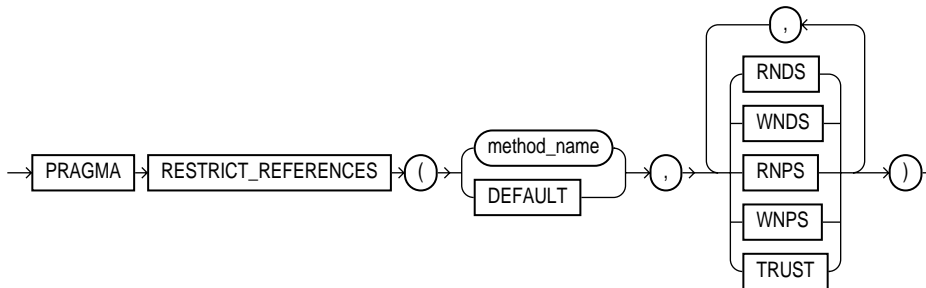 ,
RNDS
method_name
WNDS
PRAGMA RESTRICT_REFERENCES ( , RNPS )
DEFAULT
WNPS
TRUST